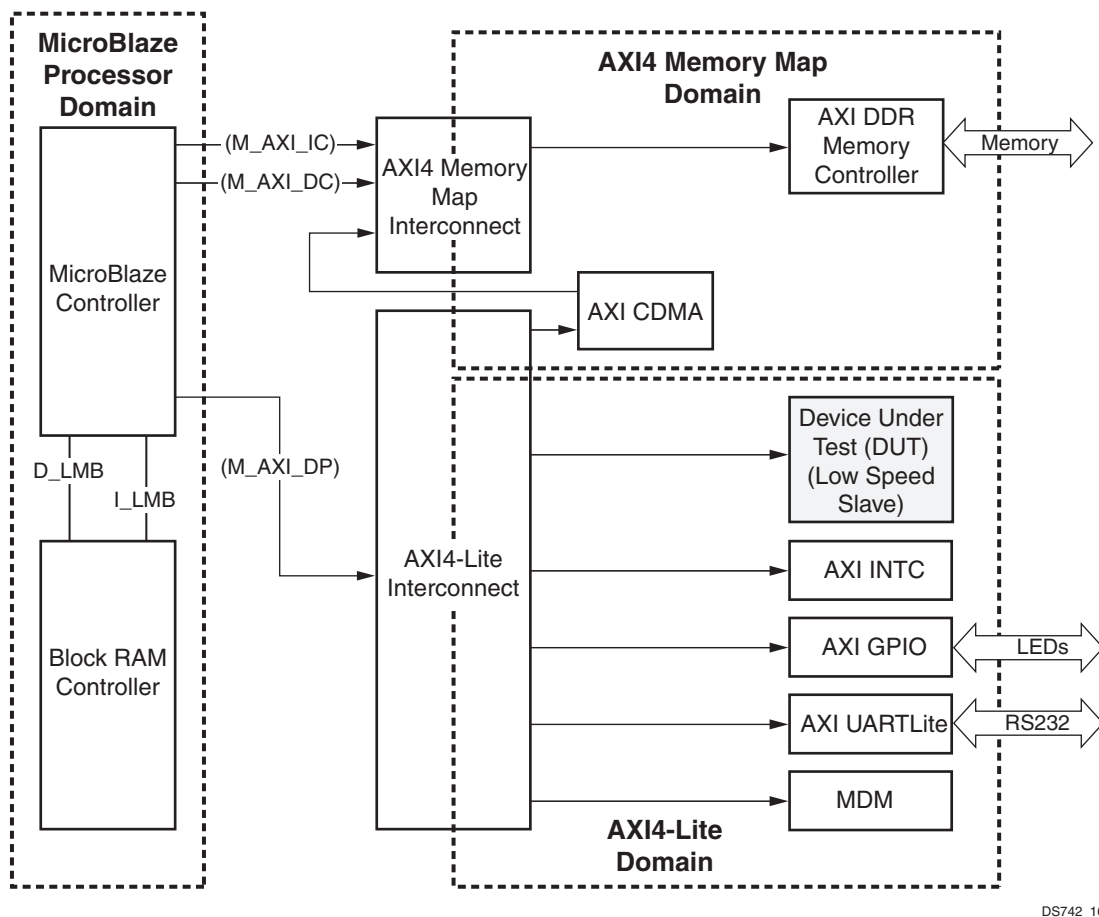 MicroBlaze
Processor
Domain
AXI4 Memory Map
Domain
MicroBlaze
Controller
(M_AXI_IC)
(M_AXI_DC)
AXI4 Memory
Map
Interconnect
AXI DDR
Memory
Controller
Memory
AXI CDMA
D_LMB
I_LMB
(M_AXI_DP)
Block RAM
Controller
AXI4-Lite
Interconnect
Device Under
Test (DUT)
(Low Speed
Slave)
AXI INTC
AXI GPIO
LEDs
AXI UARTLite
RS232
MDM
AXI4-Lite
Domain